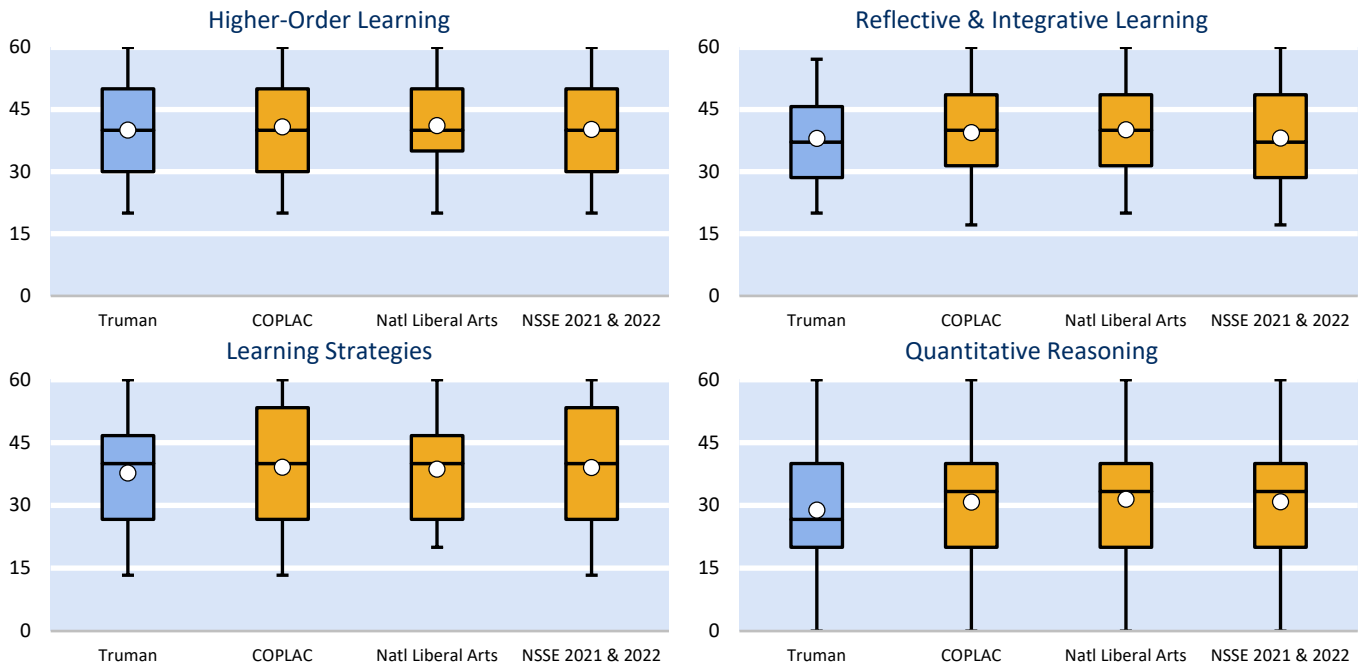 Higher-Order Learning
60
45
30
15
0
Truman COPLAC Natl Liberal Arts NSSE 2021 & 2022
Reflective & Integrative Learning
60
45
30
15
0
Truman COPLAC Natl Liberal Arts NSSE 2021 & 2022
Learning Strategies
60
45
30
15
0
Truman COPLAC Natl Liberal Arts NSSE 2021 & 2022
Quantitative Reasoning
60
45
30
15
0
Truman COPLAC Natl Liberal Arts NSSE 2021 & 2022